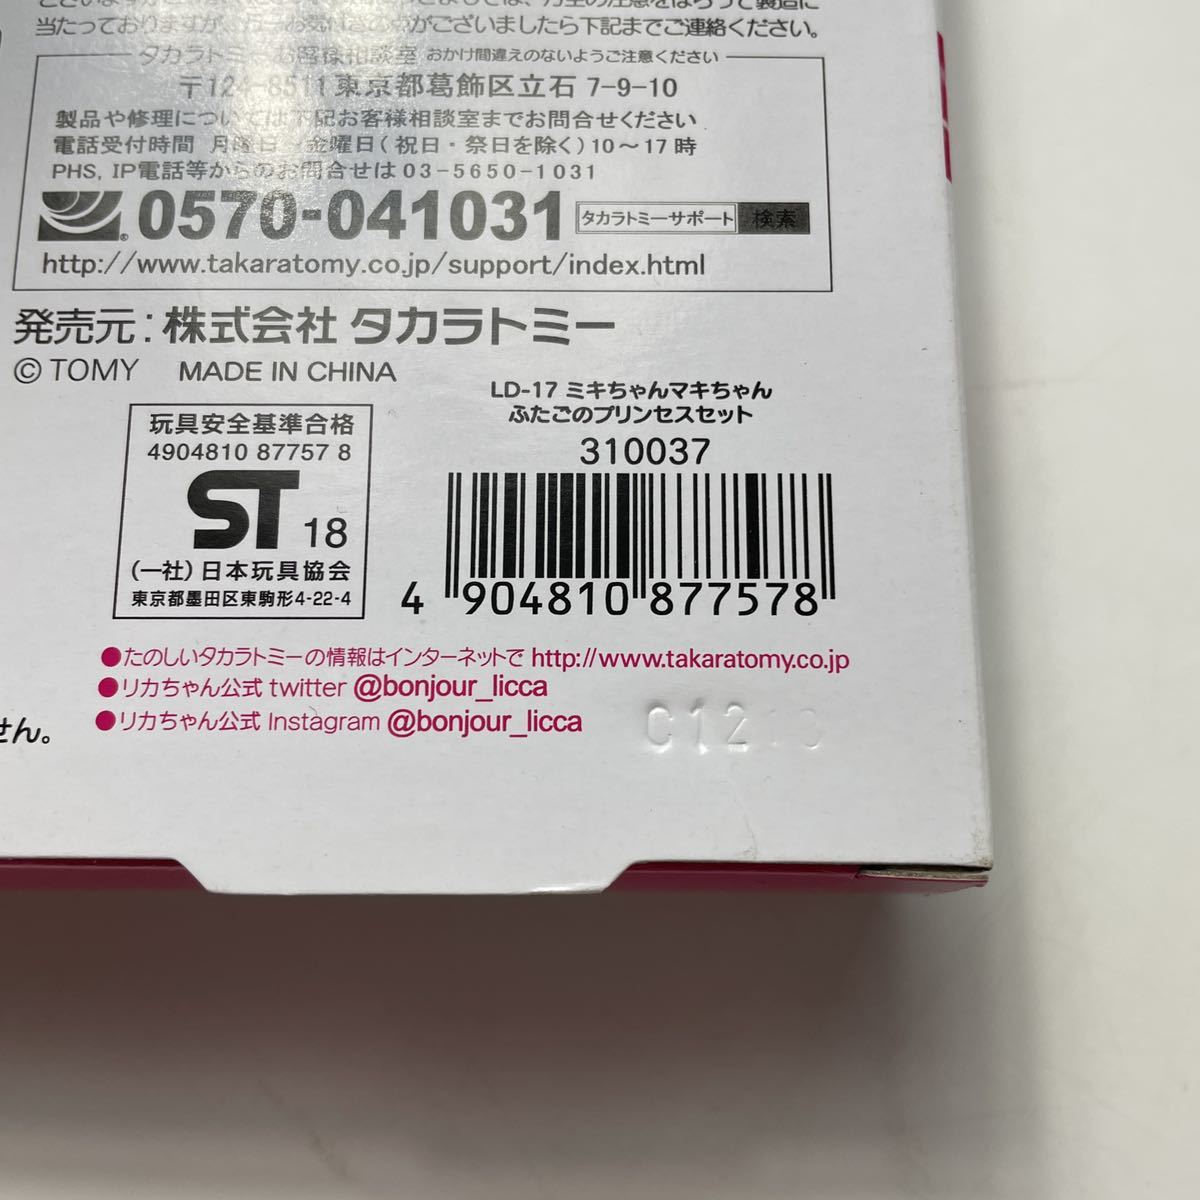 当たっておりますが、万一お気にさわる点がございましたら下記までご連絡ください。
タカラトミーお客様相談室 おかけ間違えのないようご注意ください
〒124-8511 東京都葛飾区立石 7-9-10
製品や修理については下記お客様相談室までお問合せください
電話受付時間 月曜日~金曜日(祝日・祭日を除く)10~17時
PHS, IP電話等からのお問合せは03-5650-1031
0570-041031 タカラトミーサポート 検索
http://www.takaratomy.co.jp/support/index.html
発売元:株式会社 タカラトミー
© TOMY MADE IN CHINA
玩具安全基準合格
4904810 87757 8
ST 18
(一社)日本玩具協会
東京都墨田区東駒形4-22-4
LD-17 ミキちゃんマキちゃん
ふたごのプリンセスセット
310037
4 904810 877578
●たのしいタカラトミーの情報はインターネットで http://www.takaratomy.co.jp
●リカちゃん公式 twitter @bonjour_licca
●リカちゃん公式 Instagram @bonjour_licca
せん。